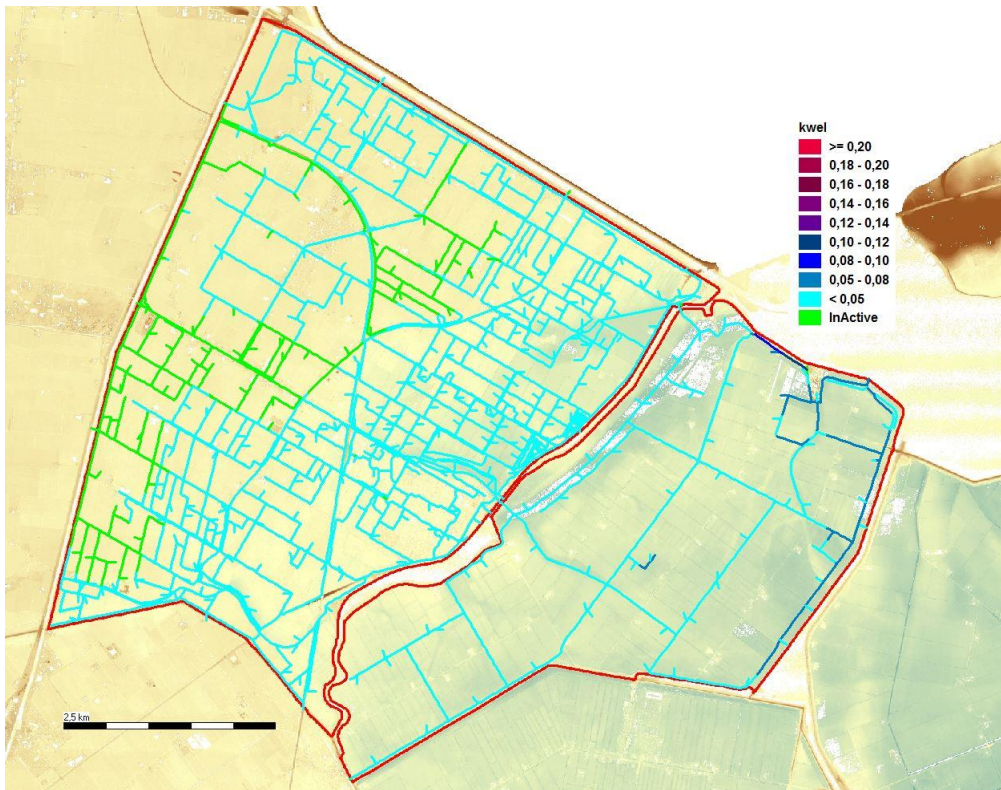 kwel
>= 0,20
0,18 - 0,20
0,16 - 0,18
0,14 - 0,16
0,12 - 0,14
0,10 - 0,12
0,08 - 0,10
0,05 - 0,08
< 0,05
InActive
2,5 km